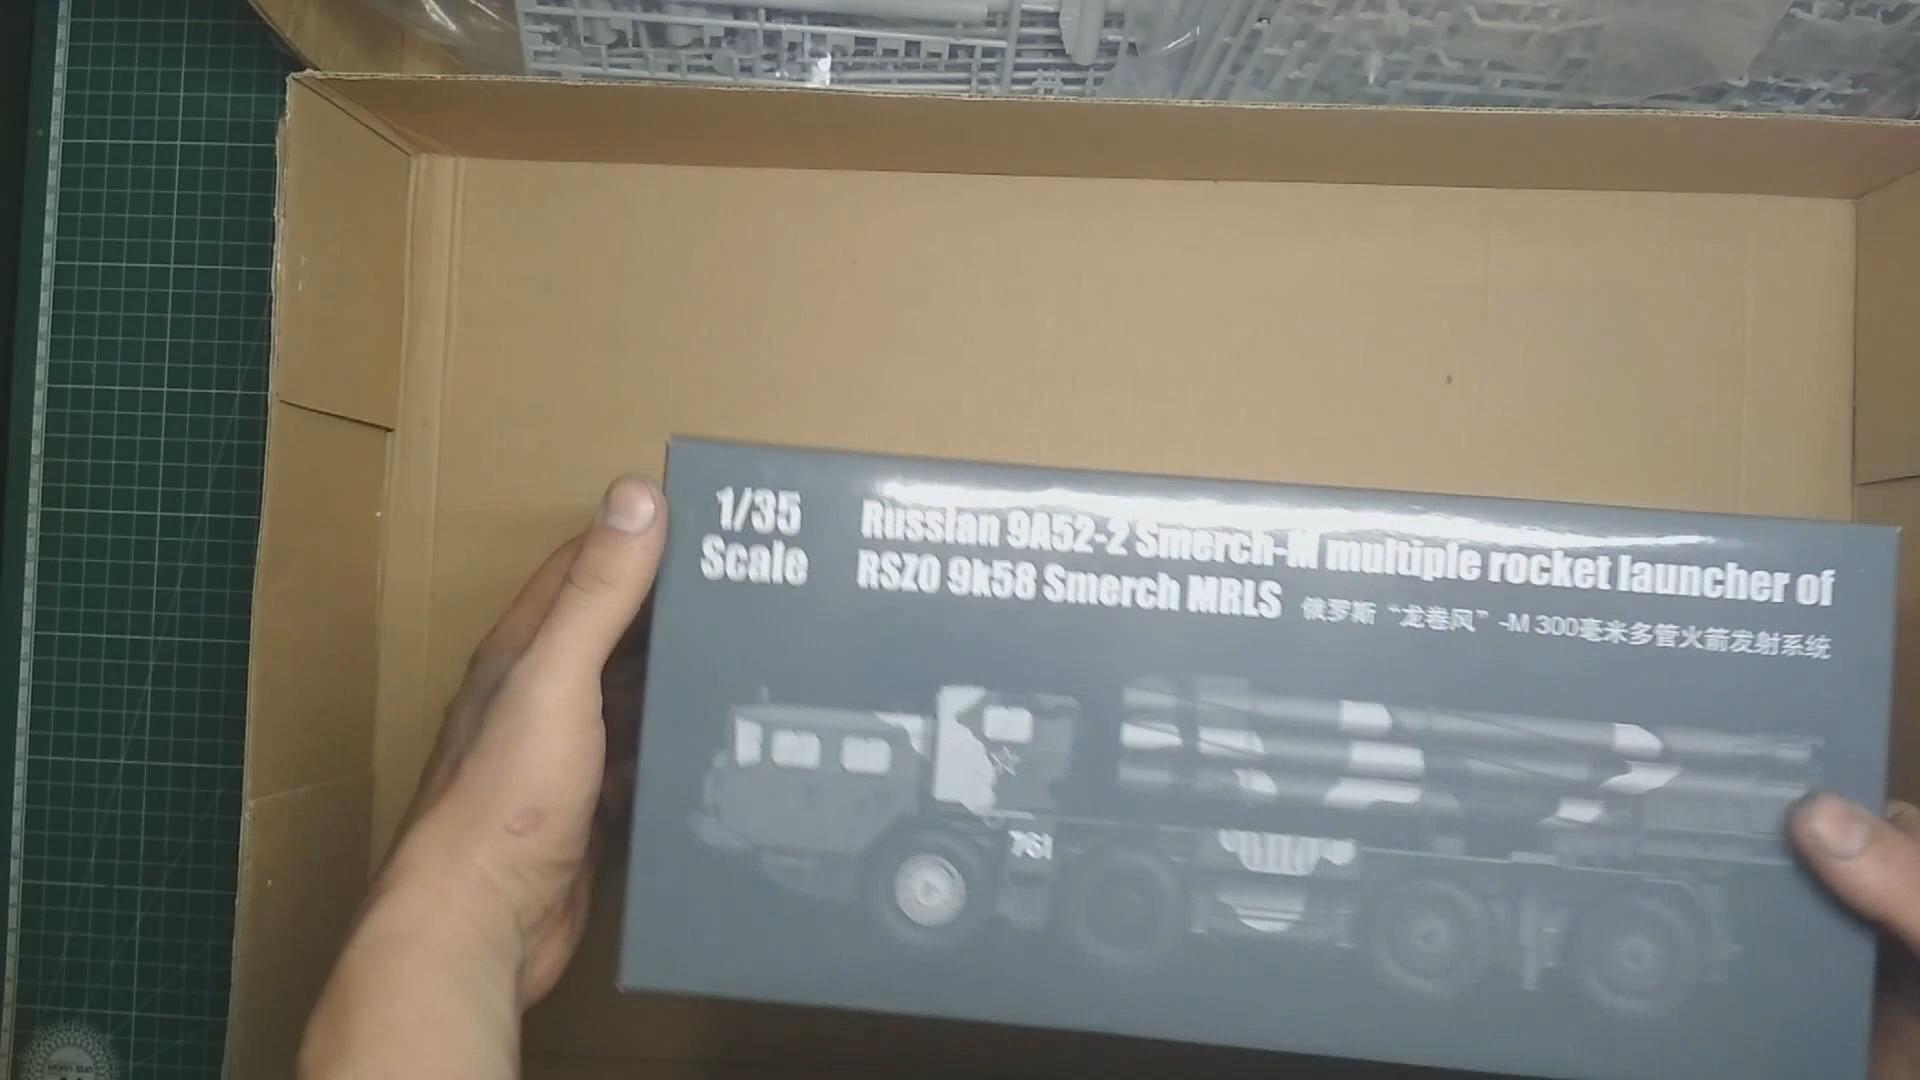 1/35
Scale
Russian 9A52-2 Smerch-M multiple rocket launcher of
RSZO 9k58 Smerch MRLS
俄罗斯“龙卷风”-M 300毫米多管火箭发射系统
761